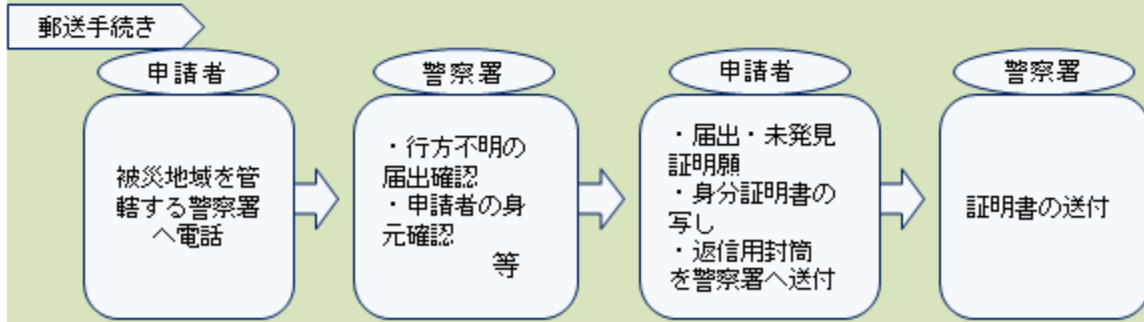 郵送手続き
申請者
被災地域を管
轄する警察署
へ電話
警察署
・行方不明の
届出確認
・申請者の身
元確認
等
申請者
・届出・未発見
証明願
・身分証明書の
写し
・返信用封筒
を警察署へ送付
警察署
証明書の送付